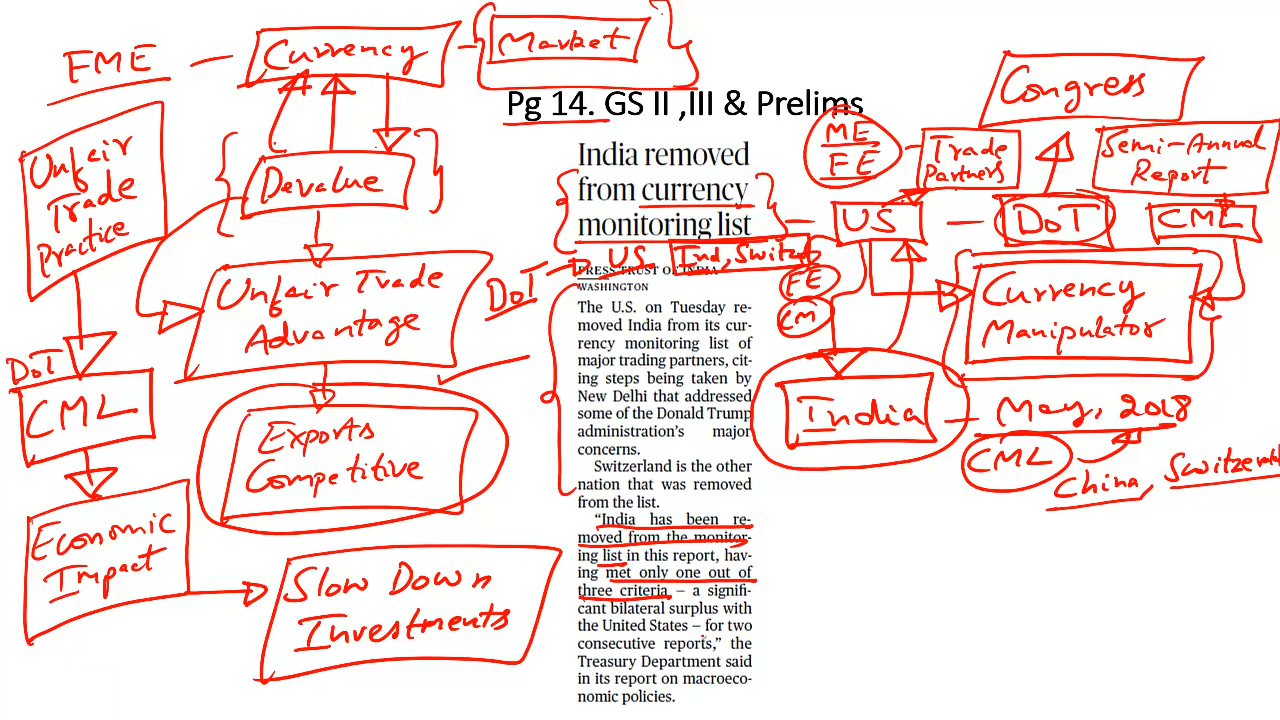 FME
Currency
Market
Pg 14. GS II ,III & Prelims
Unfair
Trade
Practice
Devalue
Unfair Trade
Advantage
DoT
DoT
CML
Exports
Competitive
Economic
Impact
Slow Down
Investments
India removed
from currency
monitoring list
US
Ind, Switzd
PRESS TRUST OF INDIA
WASHINGTON
The U.S. on Tuesday re-
moved India from its cur-
rency monitoring list of
major trading partners, cit-
ing steps being taken by
New Delhi that addressed
some of the Donald Trump
administration's major
concerns.
Switzerland is the other
nation that was removed
from the list.
“India has been re-
moved from the monitor-
ing list in this report, hav-
ing met only one out of
three criteria – a signifi-
cant bilateral surplus with
the United States – for two
consecutive reports,” the
Treasury Department said
in its report on macroeco-
nomic policies.
Congress
ME
FE
Trade
Partners
Semi-Annual
Report
US
DoT
CML
FE
CM
Currency
Manipulator
India
May, 2018
CML
China,